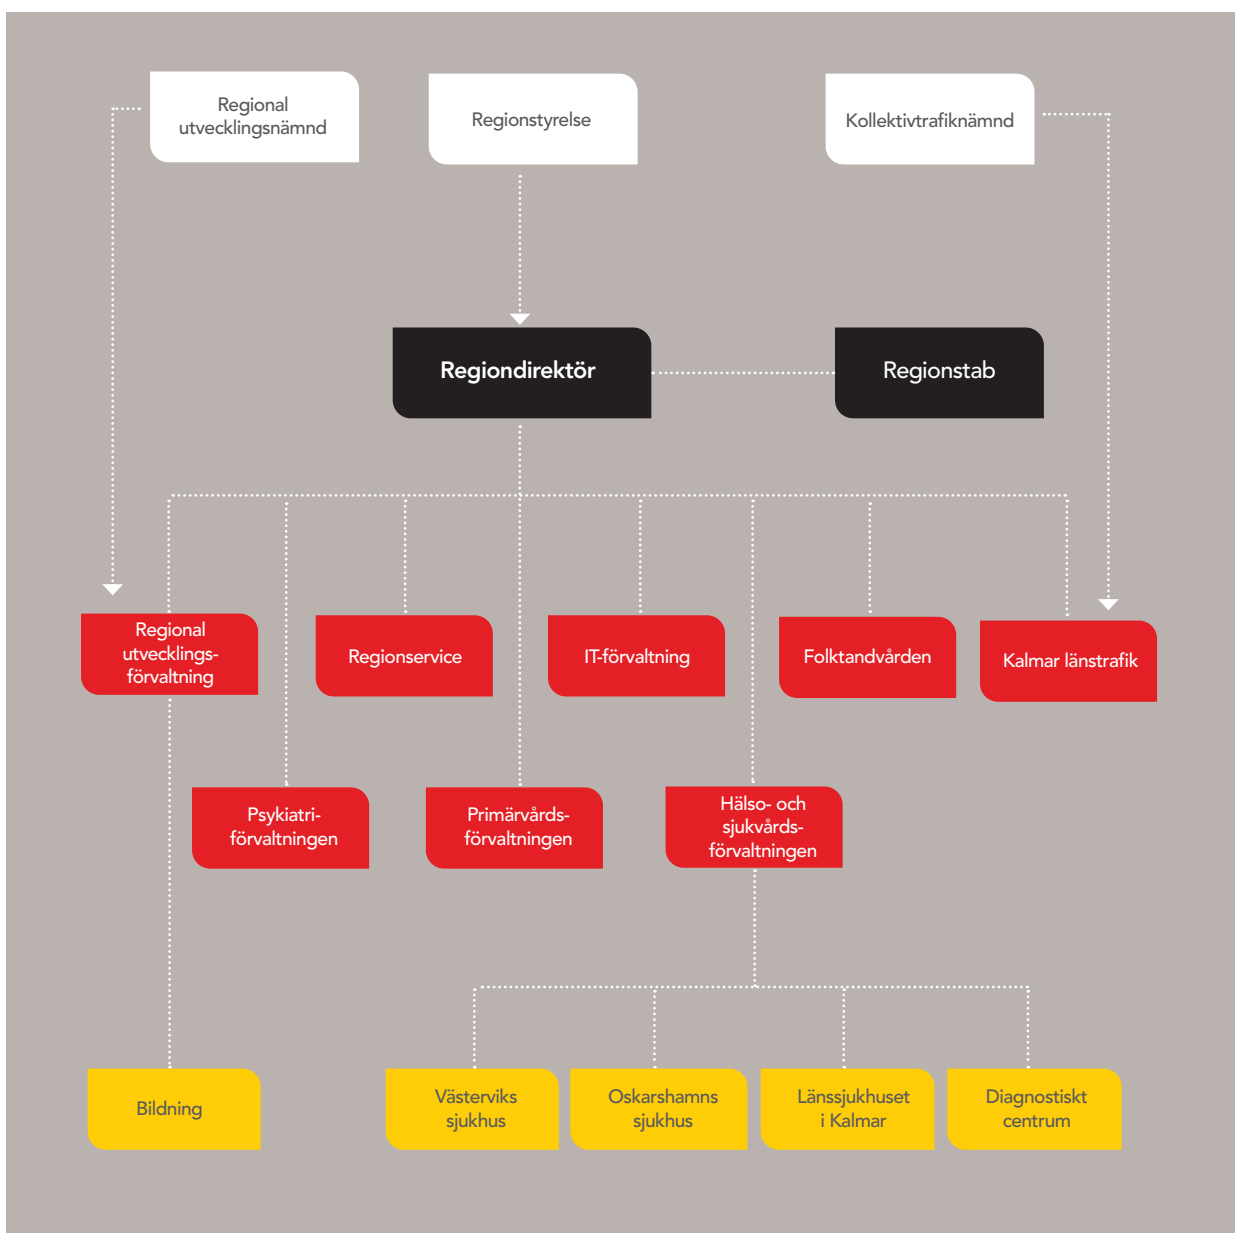 Regional
utvecklingsnämnd
Regionstyrelse
Kollektivtrafiknämnd
Regiondirektör
Regionstab
Regional
utvecklings-
förvaltning
Regionservice
IT-förvaltning
Folktandvården
Kalmar länstrafik
Psykiatri-
förvaltningen
Primärvårds-
förvaltningen
Hälso- och
sjukvårds-
förvaltningen
Bildning
Västerviks
sjukhus
Oskarshamns
sjukhus
Länssjukhuset
i Kalmar
Diagnostiskt
centrum